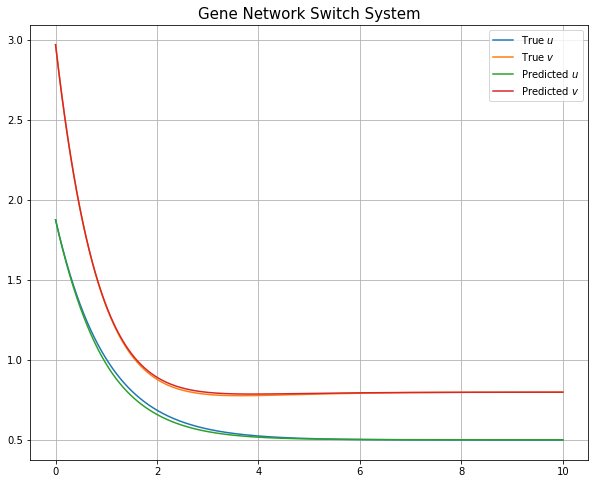 Gene Network Switch System
True u
True v
Predicted u
Predicted v
3.0
2.5
2.0
1.5
1.0
0.5
0 2 4 6 8 10